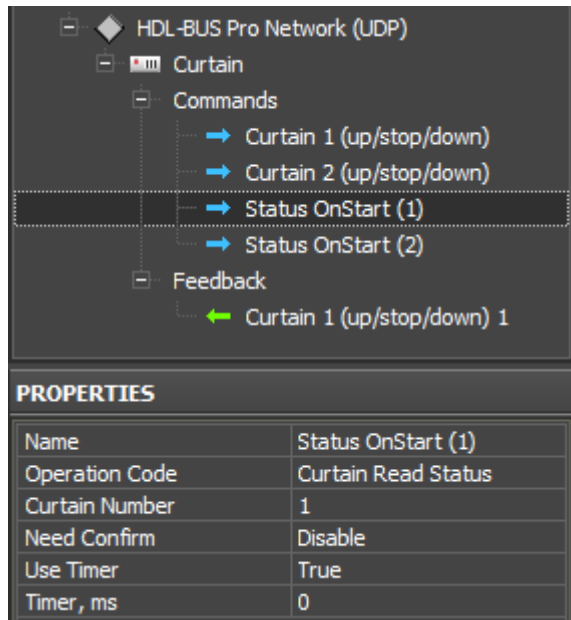 HDL-BUS Pro Network (UDP)
Curtain
Commands
Curtain 1 (up/stop/down)
Curtain 2 (up/stop/down)
Status OnStart (1)
Status OnStart (2)
Feedback
Curtain 1 (up/stop/down) 1
PROPERTIES
Name Status OnStart (1)
Operation Code Curtain Read Status
Curtain Number 1
Need Confirm Disable
Use Timer True
Timer, ms 0